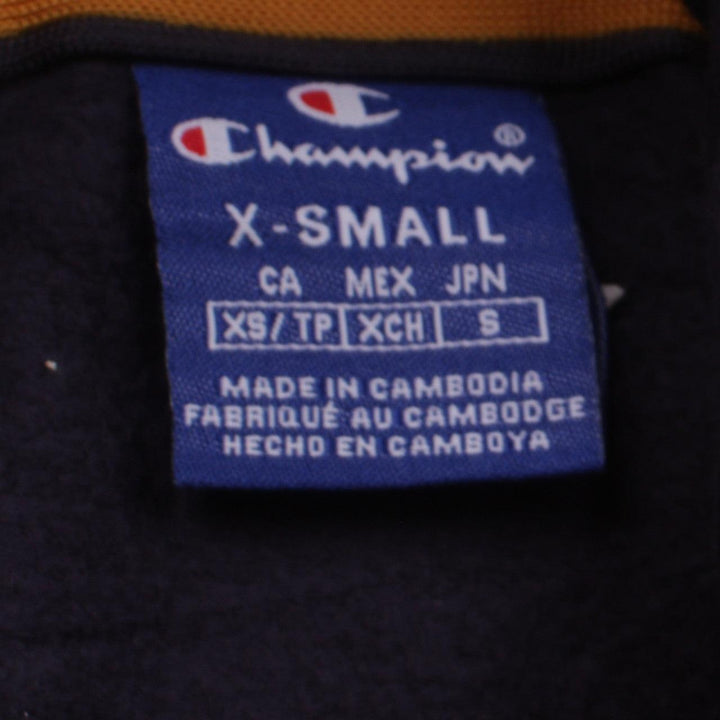 Champion®
X-SMALL
CA MEX JPN
XS/TP XCH S
MADE IN CAMBODIA
FABRIQUÉ AU CAMBODGE
HECHO EN CAMBOYA